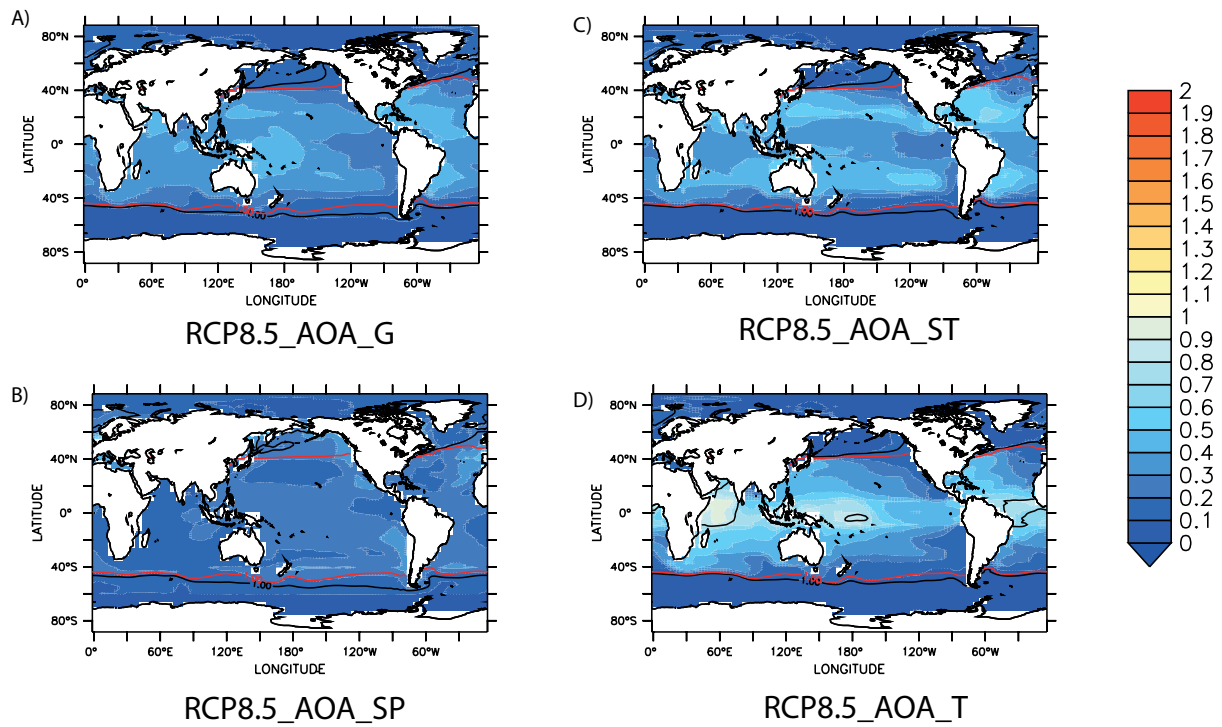 A)
80°N
40°N
0°
40°S
80°S
LATITUDE
1.00
0° 60°E 120°E 180°E 120°W 60°W
LONGITUDE
RCP8.5_AOA_G
B)
80°N
40°N
0°
40°S
80°S
LATITUDE
1.00
0° 60°E 120°E 180°E 120°W 60°W
LONGITUDE
RCP8.5_AOA_SP
C)
80°N
40°N
0°
40°S
80°S
LATITUDE
1.00
0° 60°E 120°E 180°E 120°W 60°W
LONGITUDE
RCP8.5_AOA_ST
D)
80°N
40°N
0°
40°S
80°S
LATITUDE
1.00
0° 60°E 120°E 180°E 120°W 60°W
LONGITUDE
RCP8.5_AOA_T
2
1.9
1.8
1.7
1.6
1.5
1.4
1.3
1.2
1.1
1
0.9
0.8
0.7
0.6
0.5
0.4
0.3
0.2
0.1
0